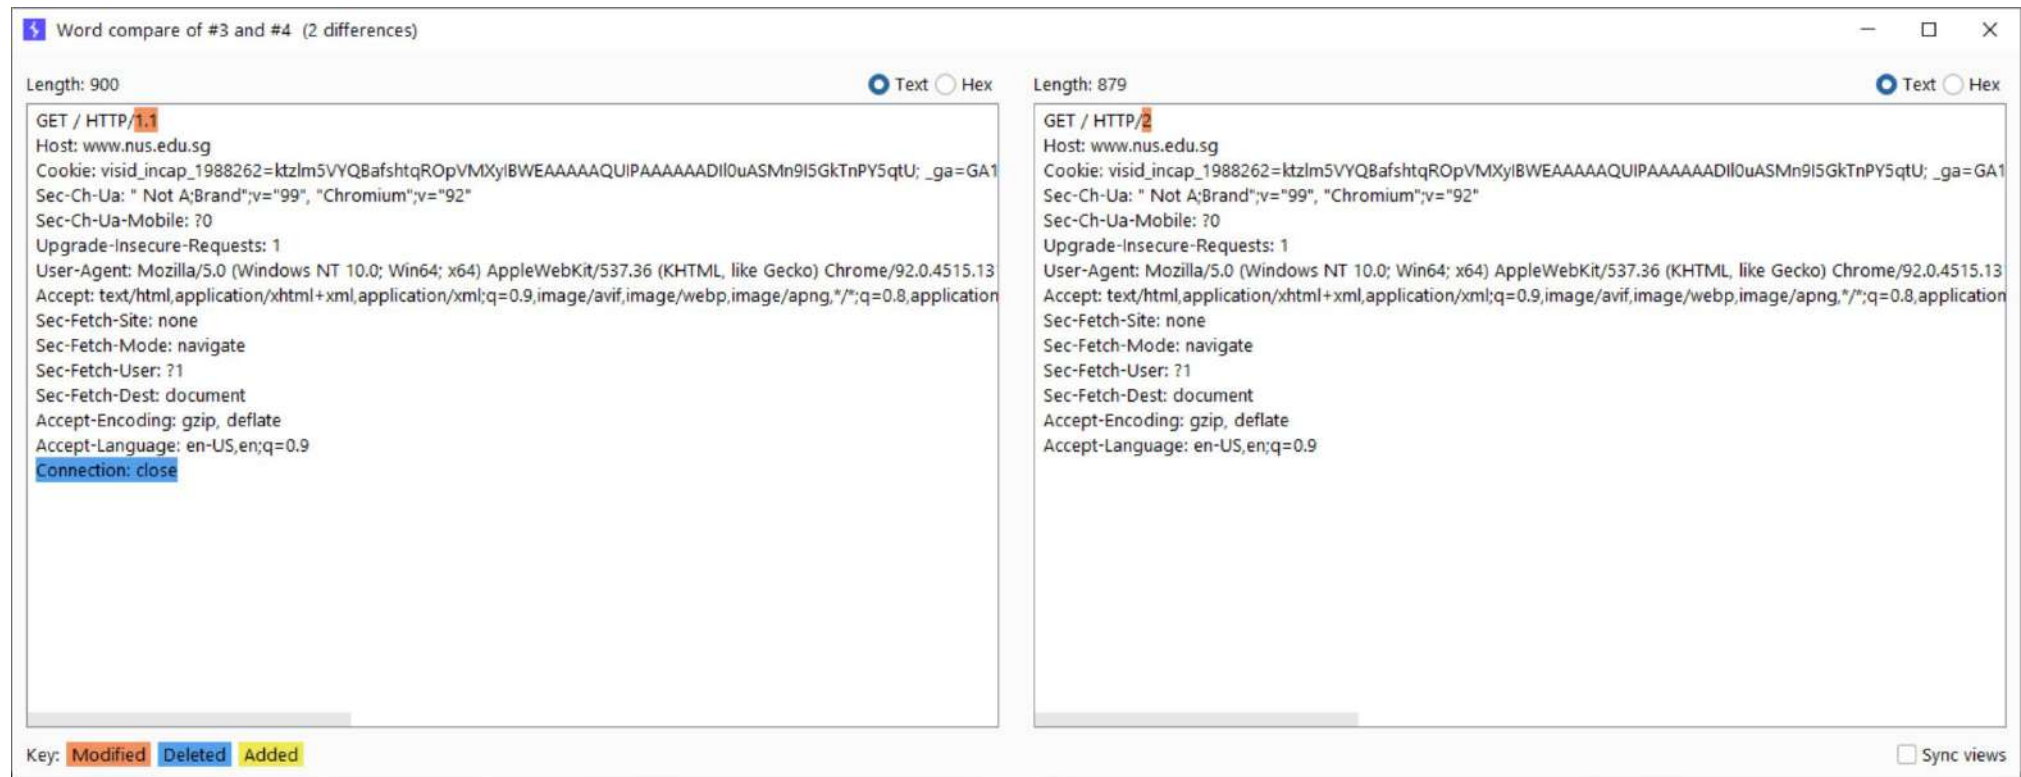 Word compare of #3 and #4 (2 differences)
Length: 900
Text
Hex
GET / HTTP/1.1
Host: www.nus.edu.sg
Cookie: visid_incap_1988262=ktzlm5VYQBafshtqROpVMXyIBWEAAAAAQUIPAAAAAADIl0uASMn9I5GkTnPY5qtU; _ga=GA1
Sec-Ch-Ua: " Not A;Brand";v="99", "Chromium";v="92"
Sec-Ch-Ua-Mobile: ?0
Upgrade-Insecure-Requests: 1
User-Agent: Mozilla/5.0 (Windows NT 10.0; Win64; x64) AppleWebKit/537.36 (KHTML, like Gecko) Chrome/92.0.4515.13
Accept: text/html,application/xhtml+xml,application/xml;q=0.9,image/avif,image/webp,image/apng,*/*;q=0.8,application
Sec-Fetch-Site: none
Sec-Fetch-Mode: navigate
Sec-Fetch-User: ?1
Sec-Fetch-Dest: document
Accept-Encoding: gzip, deflate
Accept-Language: en-US,en;q=0.9
Connection: close
Length: 879
Text
Hex
GET / HTTP/2
Host: www.nus.edu.sg
Cookie: visid_incap_1988262=ktzlm5VYQBafshtqROpVMXyIBWEAAAAAQUIPAAAAAADIl0uASMn9I5GkTnPY5qtU; _ga=GA1
Sec-Ch-Ua: " Not A;Brand";v="99", "Chromium";v="92"
Sec-Ch-Ua-Mobile: ?0
Upgrade-Insecure-Requests: 1
User-Agent: Mozilla/5.0 (Windows NT 10.0; Win64; x64) AppleWebKit/537.36 (KHTML, like Gecko) Chrome/92.0.4515.13
Accept: text/html,application/xhtml+xml,application/xml;q=0.9,image/avif,image/webp,image/apng,*/*;q=0.8,application
Sec-Fetch-Site: none
Sec-Fetch-Mode: navigate
Sec-Fetch-User: ?1
Sec-Fetch-Dest: document
Accept-Encoding: gzip, deflate
Accept-Language: en-US,en;q=0.9
Key: Modified Deleted Added
Sync views